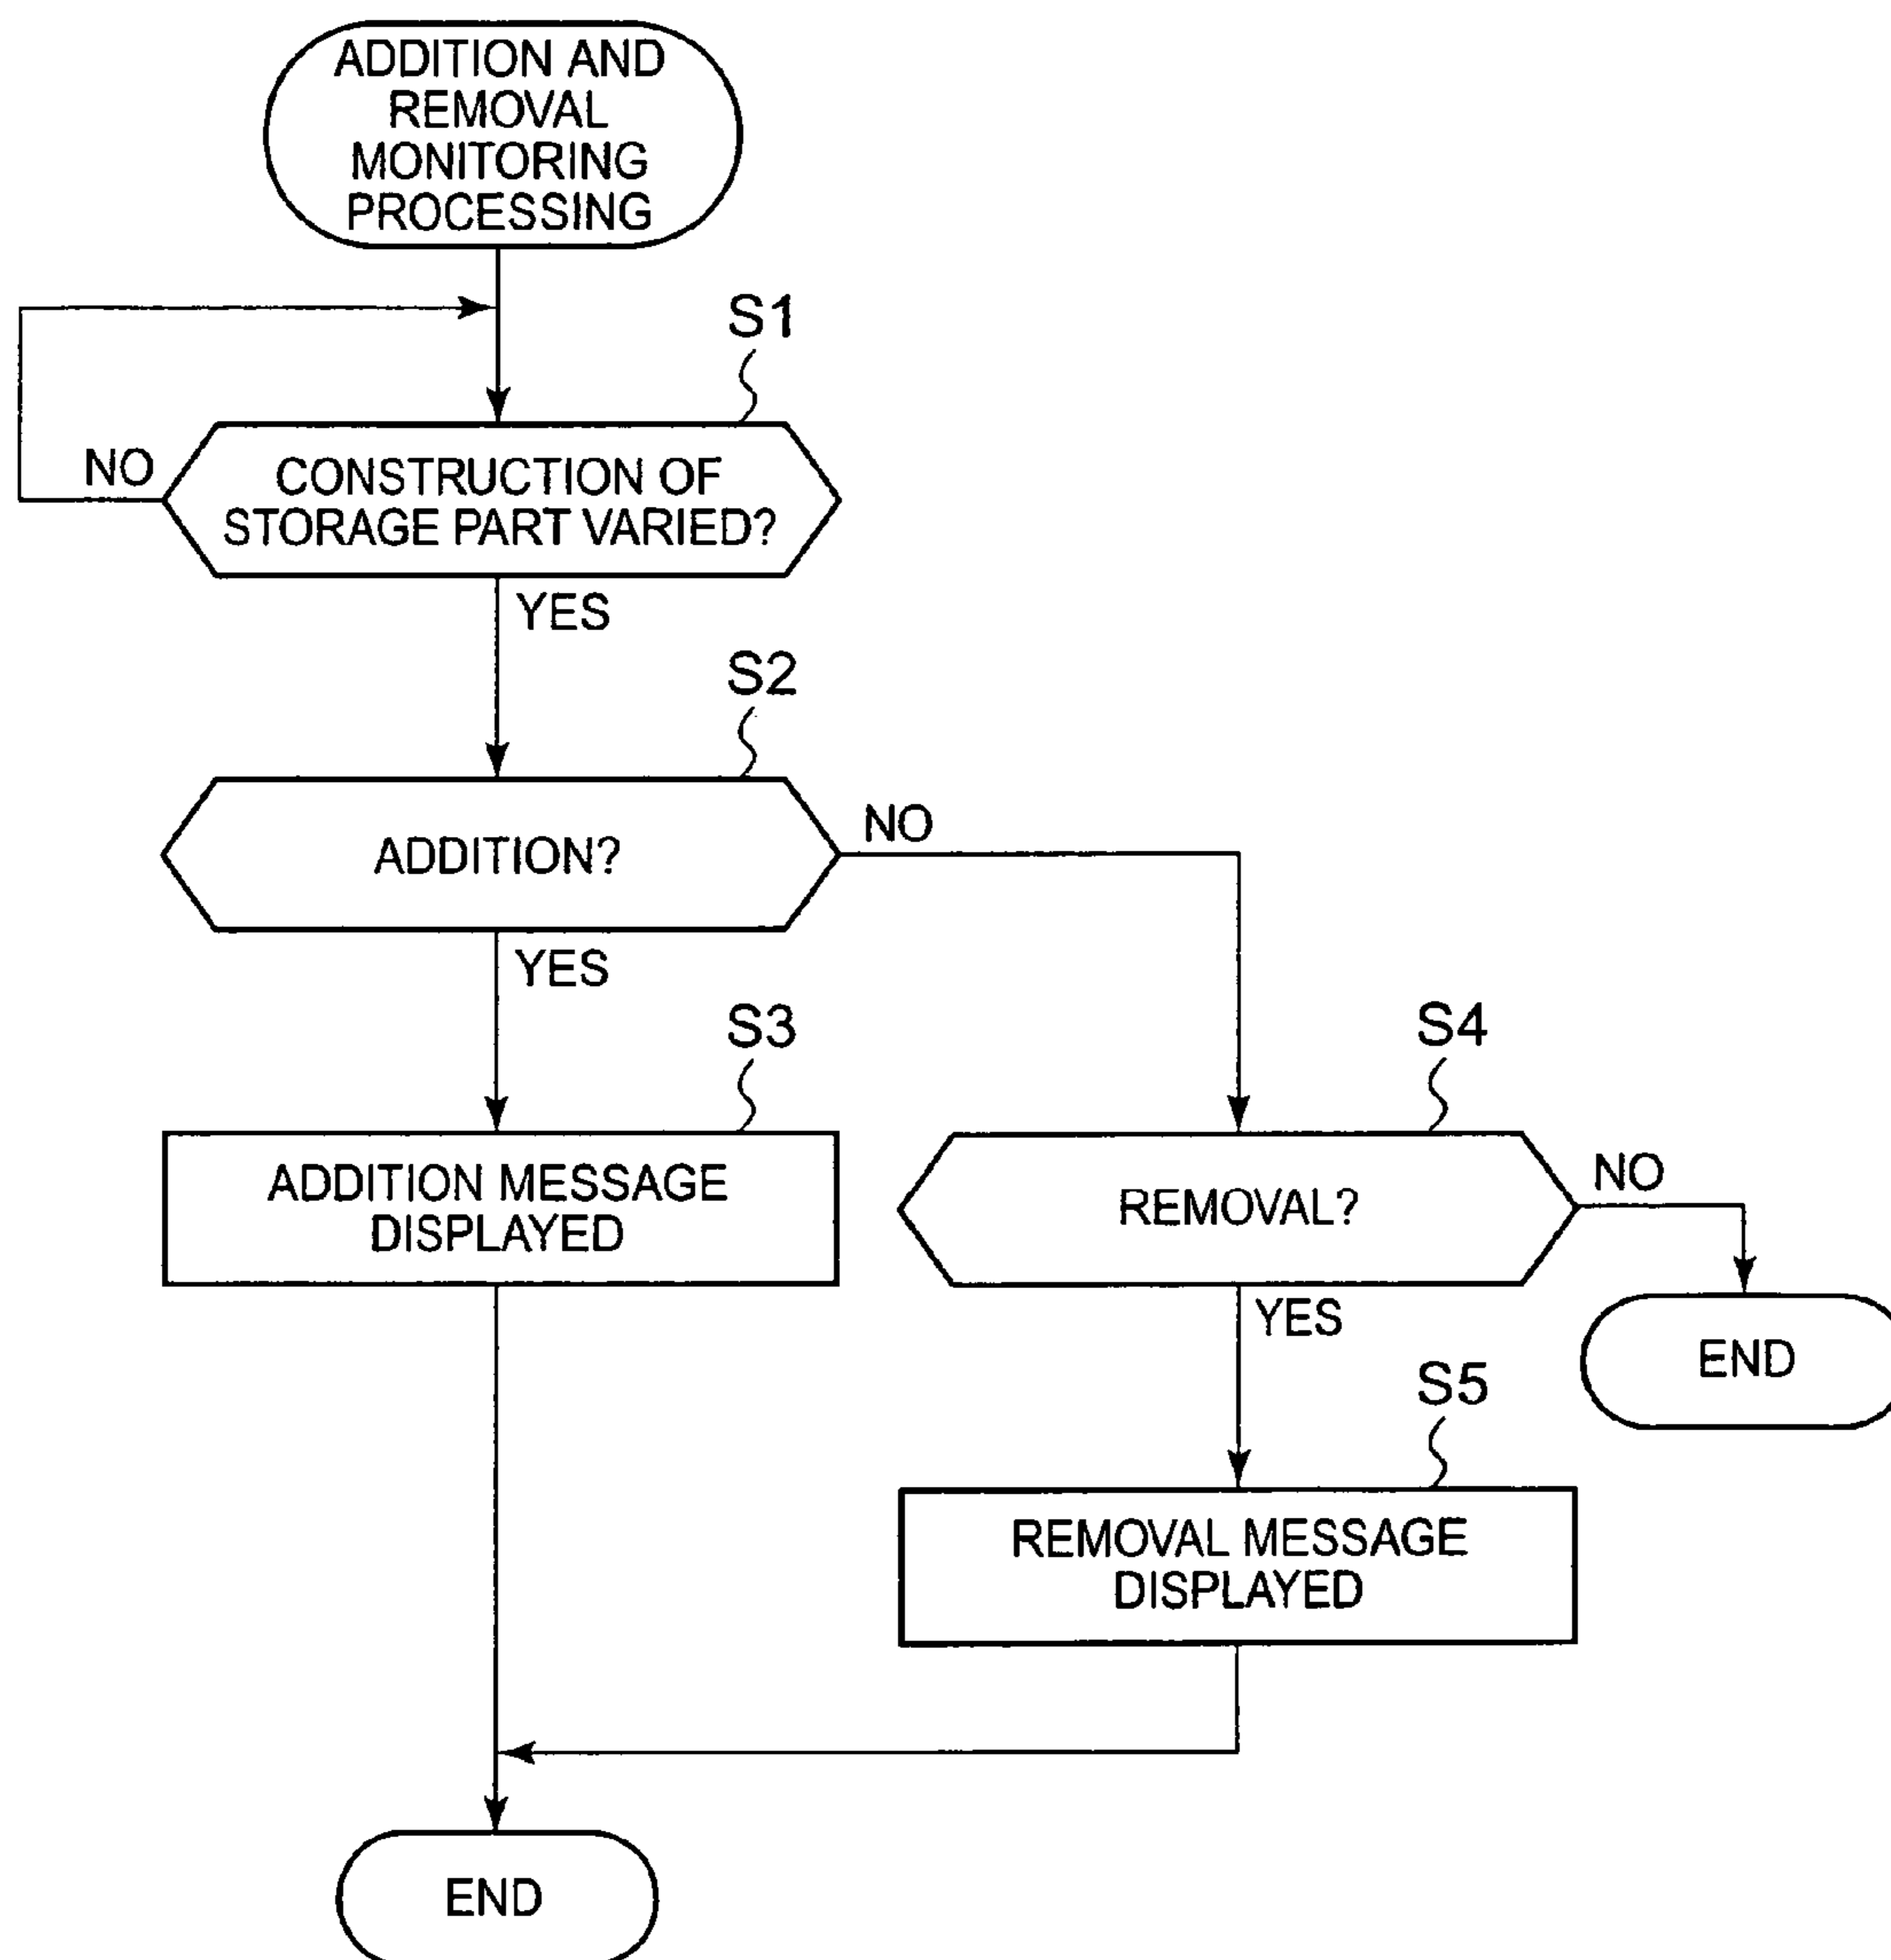 ADDITION AND
REMOVAL
MONITORING
PROCESSING
S1
NO
CONSTRUCTION OF
STORAGE PART VARIED?
YES
S2
ADDITION?
NO
YES
S3
S4
ADDITION MESSAGE
DISPLAYED
REMOVAL?
NO
YES
END
S5
REMOVAL MESSAGE
DISPLAYED
END